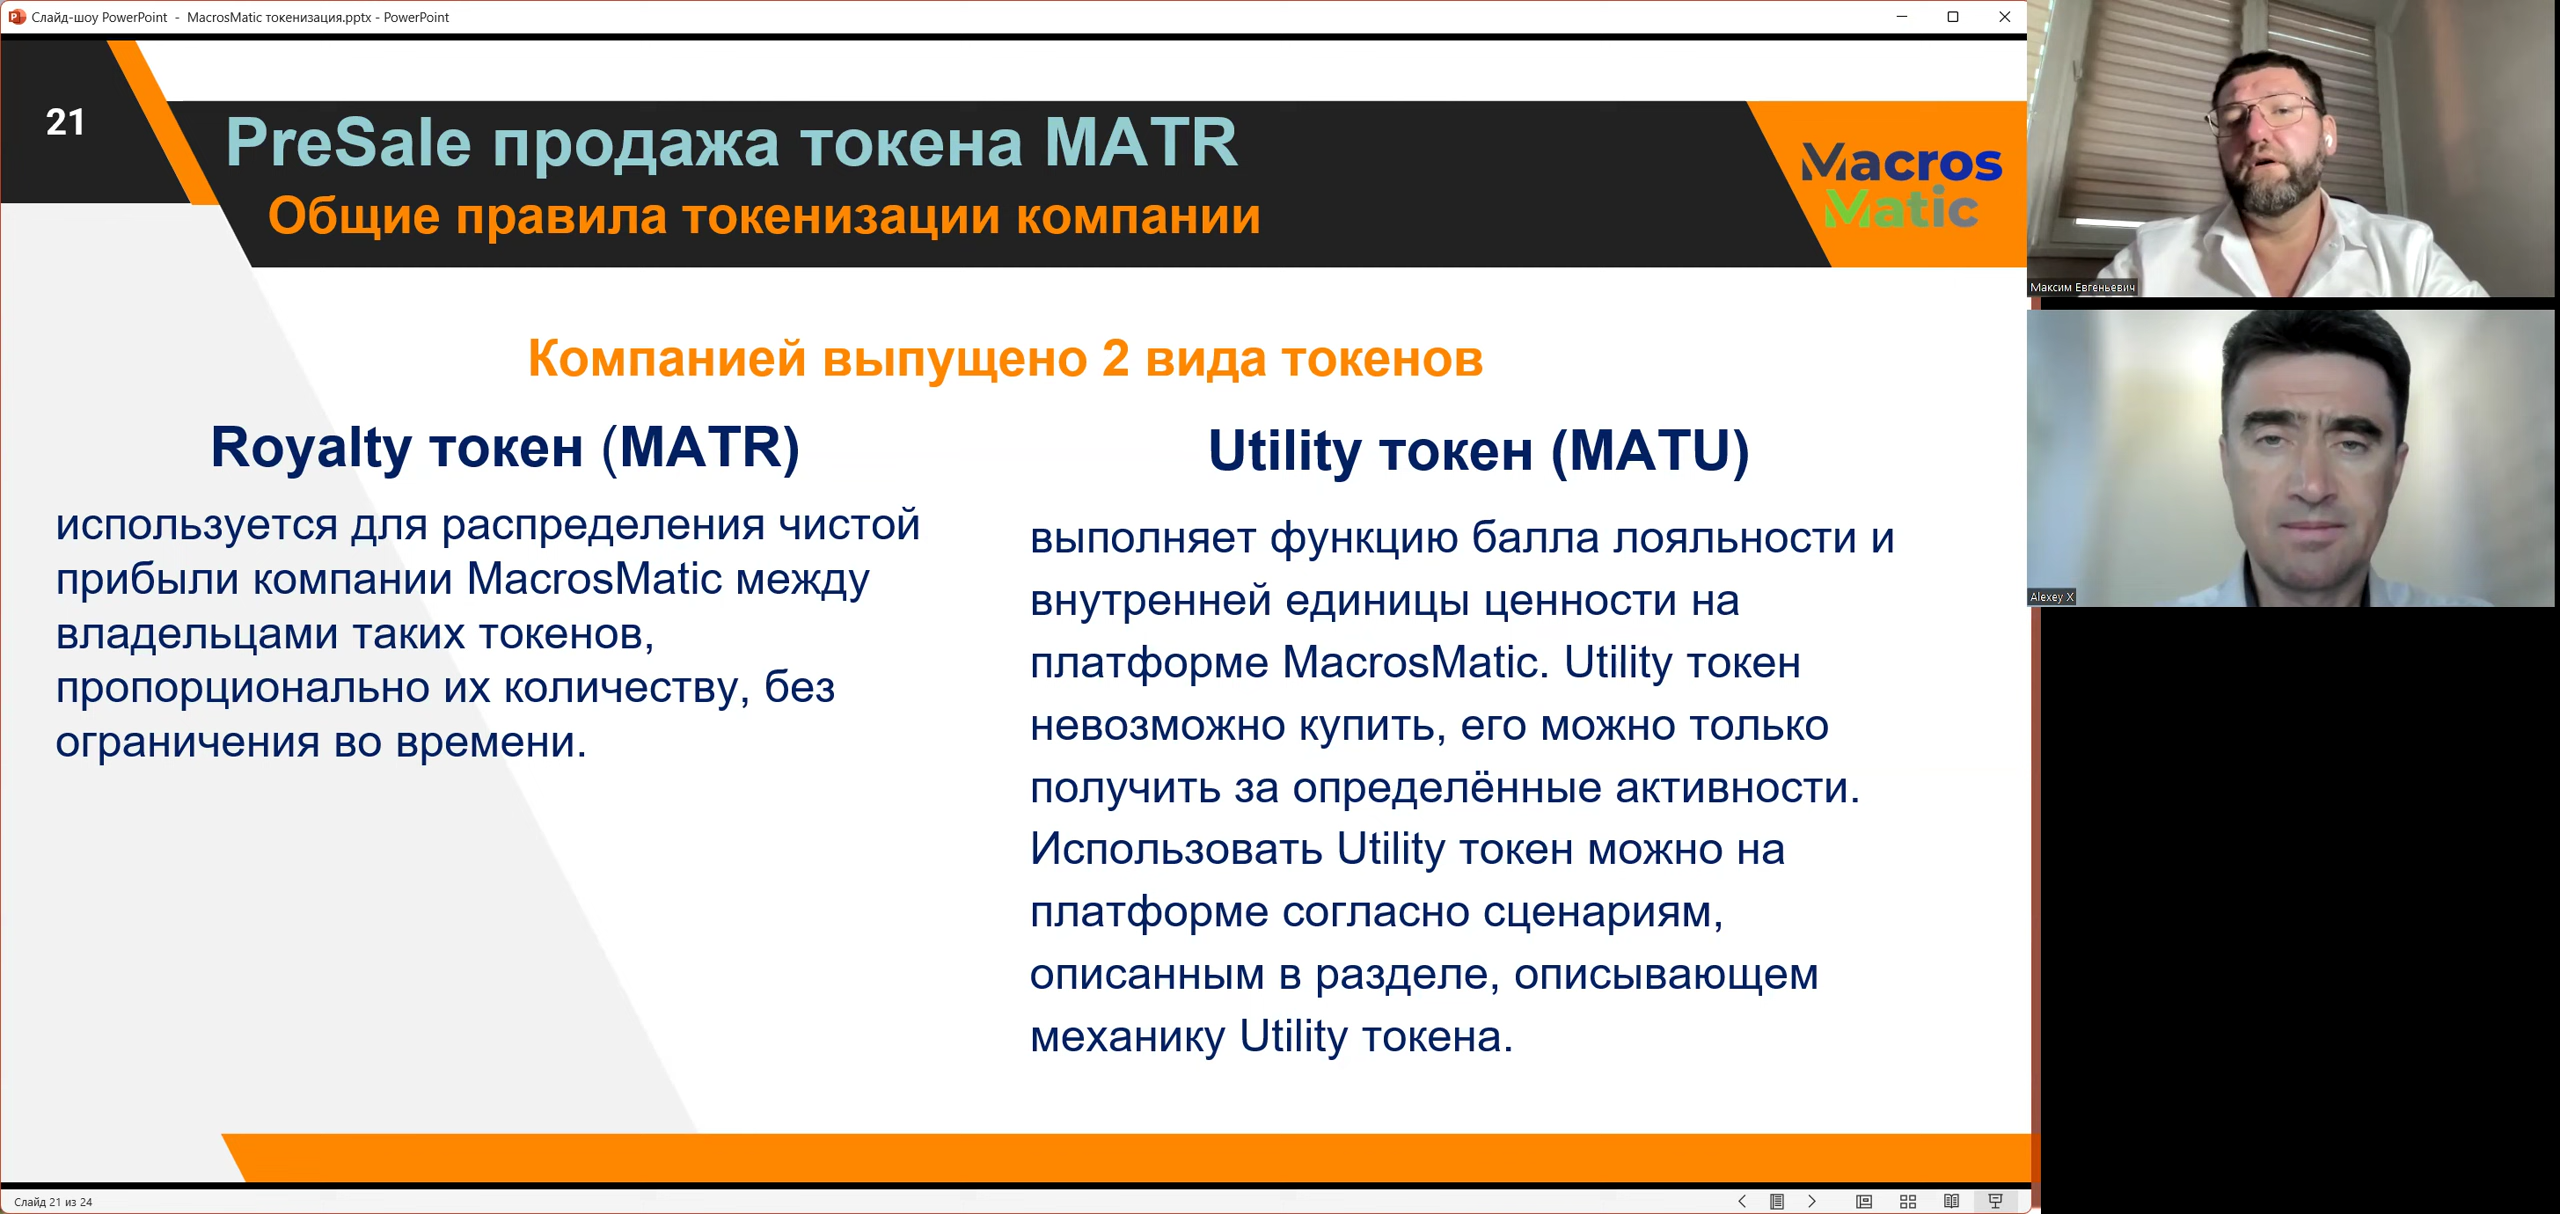 Слайд-шоу PowerPoint - MacrosMatic токенизация.pptx - PowerPoint
21
PreSale продажа токена MATR
Общие правила токенизации компании
Macros
Matic
Компанией выпущено 2 вида токенов
Royalty токен (MATR)
используется для распределения чистой
прибыли компании MacrosMatic между
владельцами таких токенов,
пропорционально их количеству, без
ограничения во времени.
Utility токен (MATU)
выполняет функцию балла лояльности и
внутренней единицы ценности на
платформе MacrosMatic. Utility токен
невозможно купить, его можно только
получить за определённые активности.
Использовать Utility токен можно на
платформе согласно сценариям,
описанным в разделе, описывающем
механику Utility токена.
Слайд 21 из 24
Максим Евгеньевич
Alexey X